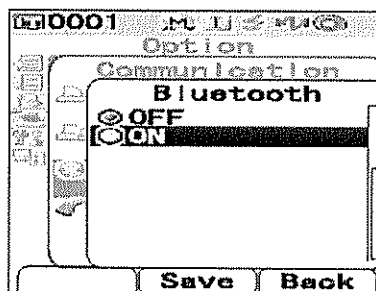 0001
Option
Communication
Bluetooth
OFF
ON
Save Back